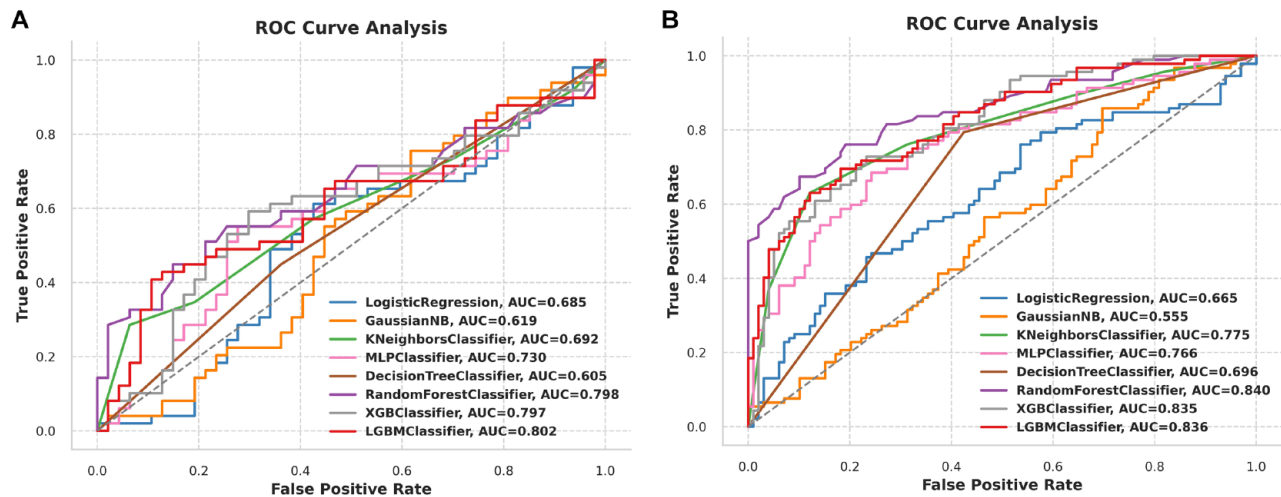 A
ROC Curve Analysis
True Positive Rate
1.0
0.8
0.6
0.4
0.2
0.0
LogisticRegression, AUC=0.685
GaussianNB, AUC=0.619
KNeighborsClassifier, AUC=0.692
MLPClassifier, AUC=0.730
DecisionTreeClassifier, AUC=0.605
RandomForestClassifier, AUC=0.798
XGBClassifier, AUC=0.797
LGBMClassifier, AUC=0.802
0.0 0.2 0.4 0.6 0.8 1.0
False Positive Rate
B
ROC Curve Analysis
True Positive Rate
1.0
0.8
0.6
0.4
0.2
0.0
LogisticRegression, AUC=0.665
GaussianNB, AUC=0.555
KNeighborsClassifier, AUC=0.775
MLPClassifier, AUC=0.766
DecisionTreeClassifier, AUC=0.696
RandomForestClassifier, AUC=0.840
XGBClassifier, AUC=0.835
LGBMClassifier, AUC=0.836
0.0 0.2 0.4 0.6 0.8 1.0
False Positive Rate